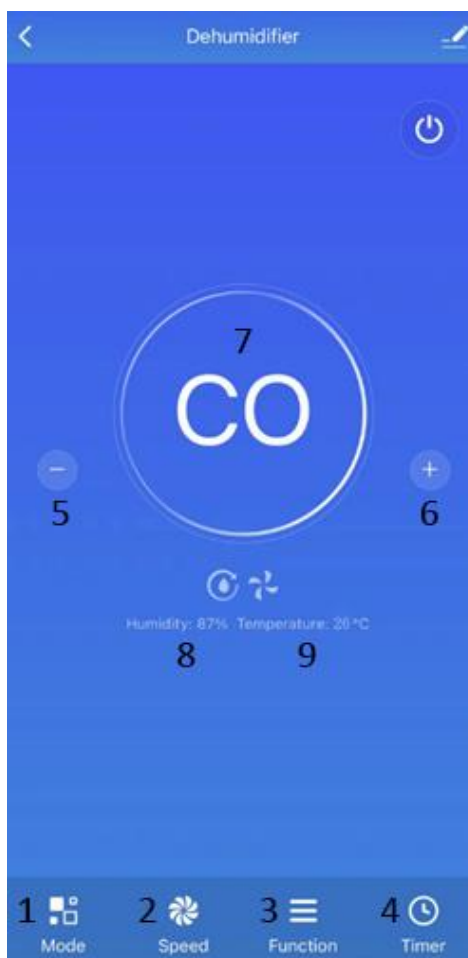 Dehumidifier
7
CO
5
6
Humidity: 87% Temperature: 26°C
8 9
1 2 3 4
Mode Speed Function Timer